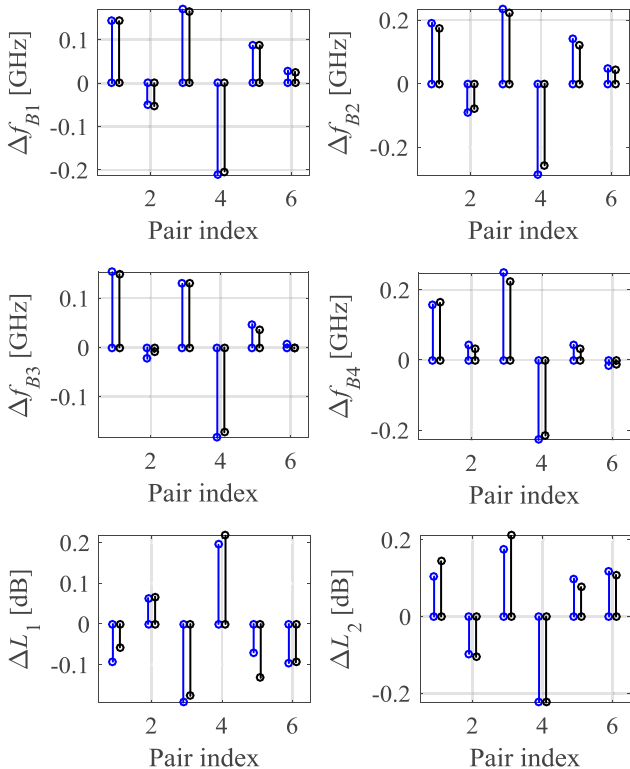 Δf_B1 [GHz]
0.1
0
-0.1
-0.2
2 4 6
Pair index
Δf_B2 [GHz]
0.2
0
-0.2
2 4 6
Pair index
Δf_B3 [GHz]
0.1
0
-0.1
2 4 6
Pair index
Δf_B4 [GHz]
0.2
0
-0.2
2 4 6
Pair index
ΔL_1 [dB]
0.2
0.1
0
-0.1
2 4 6
Pair index
ΔL_2 [dB]
0.2
0
-0.2
2 4 6
Pair index